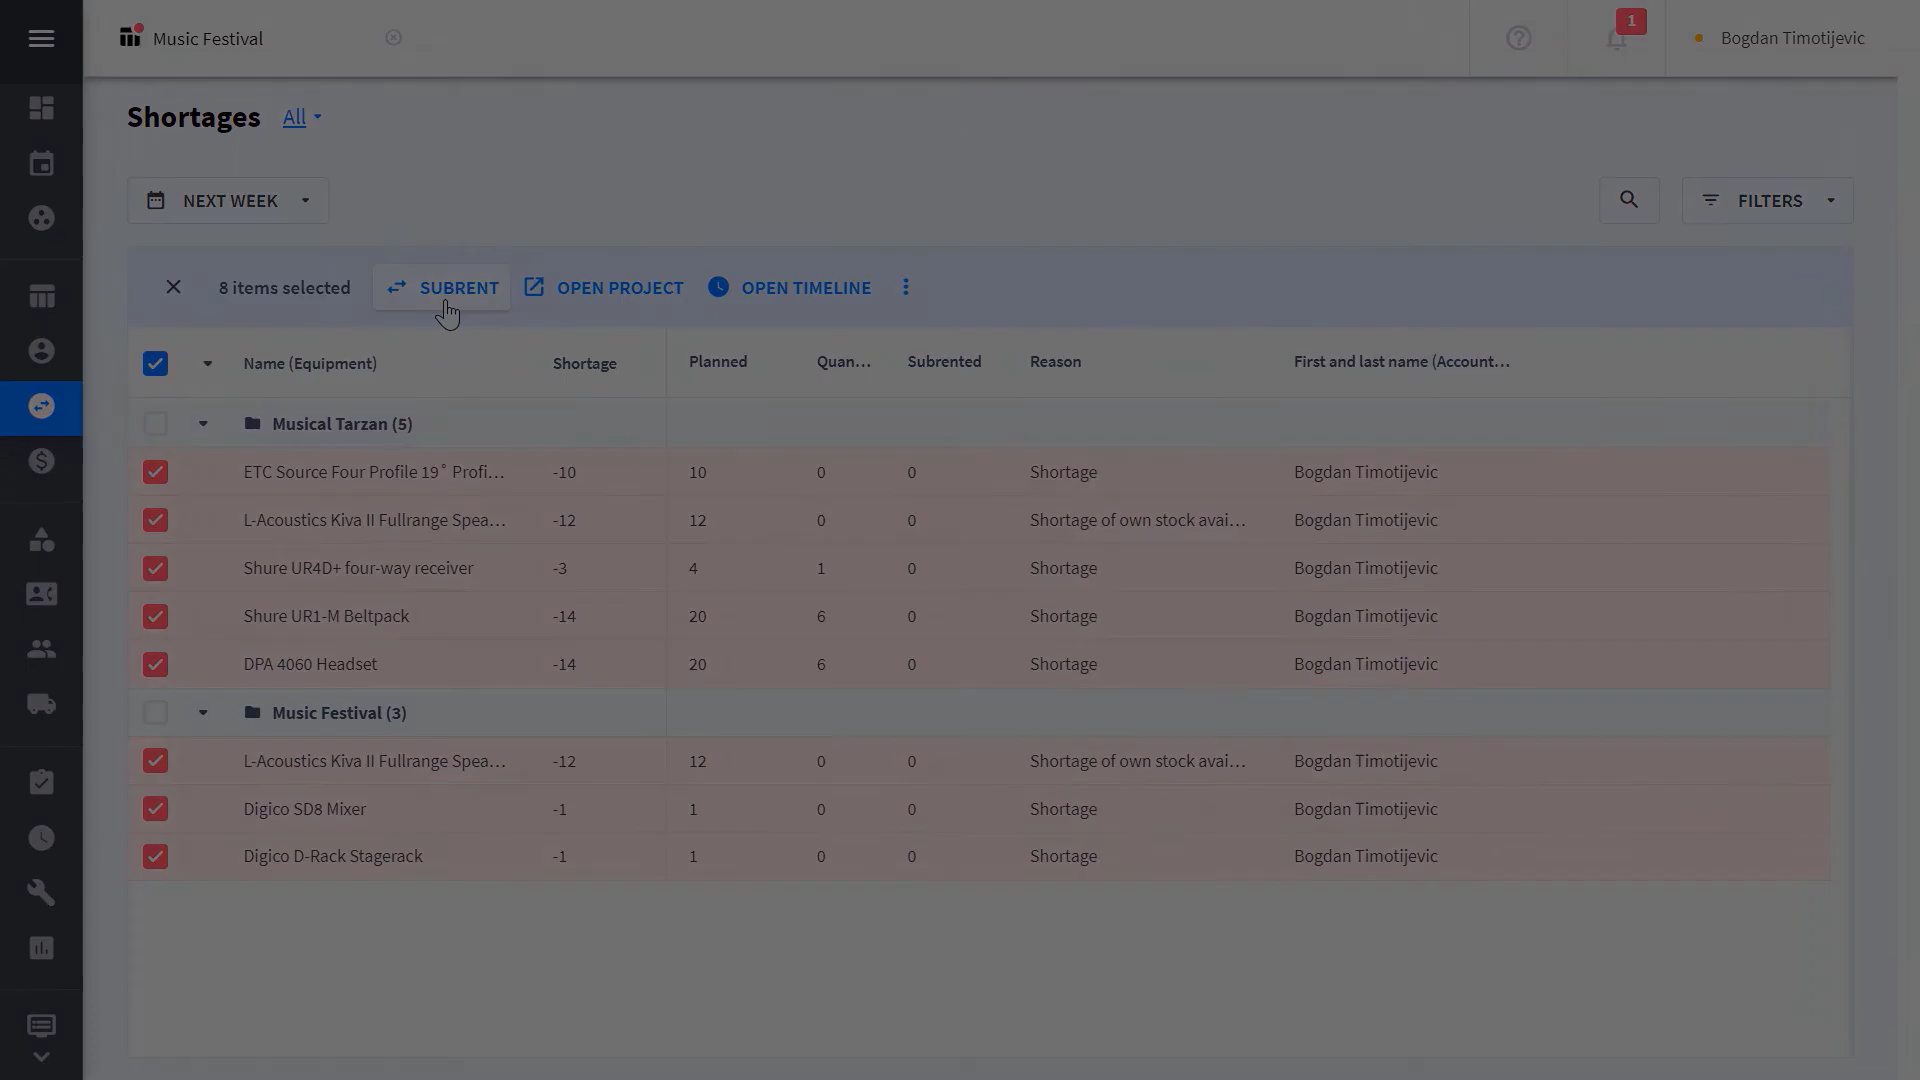 Music Festival
1
Bogdan Timotijevic
Shortages All
NEXT WEEK
FILTERS
8 items selected SUBRENT OPEN PROJECT OPEN TIMELINE
Name (Equipment) Shortage Planned Quan... Subrented Reason First and last name (Account...
Musical Tarzan (5)
ETC Source Four Profile 19° Profi... -10 10 0 0 Shortage Bogdan Timotijevic
L-Acoustics Kiva II Fullrange Spea... -12 12 0 0 Shortage of own stock avai... Bogdan Timotijevic
Shure UR4D+ four-way receiver -3 4 1 0 Shortage Bogdan Timotijevic
Shure UR1-M Beltpack -14 20 6 0 Shortage Bogdan Timotijevic
DPA 4060 Headset -14 20 6 0 Shortage Bogdan Timotijevic
Music Festival (3)
L-Acoustics Kiva II Fullrange Spea... -12 12 0 0 Shortage of own stock avai... Bogdan Timotijevic
Digico SD8 Mixer -1 1 0 0 Shortage Bogdan Timotijevic
Digico D-Rack Stagerack -1 1 0 0 Shortage Bogdan Timotijevic